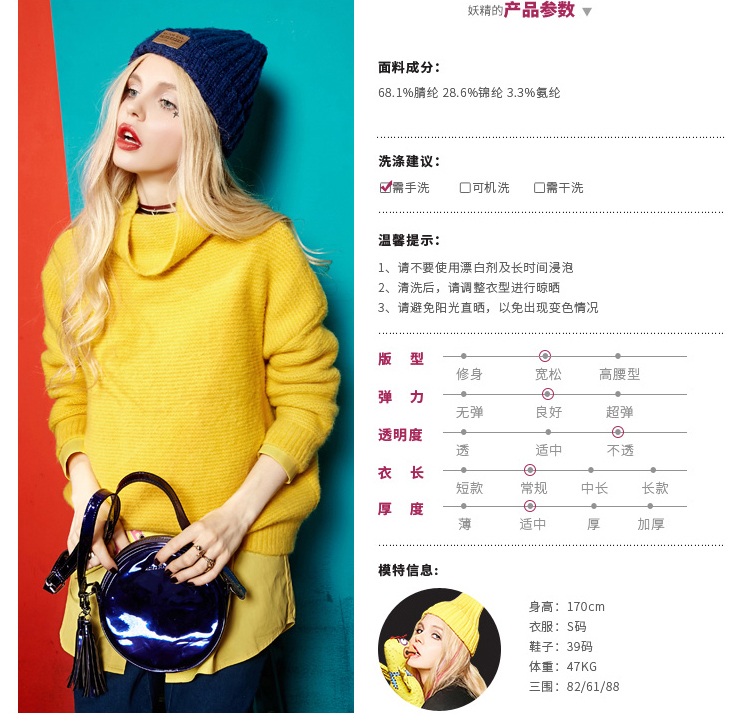 妖精的产品参数
面料成分：
68.1%腈纶 28.6%锦纶 3.3%氨纶
洗涤建议：
需手洗 可机洗 需干洗
温馨提示：
1、请不要使用漂白剂及长时间浸泡
2、清洗后，请调整衣型进行晾晒
3、请避免阳光直晒，以免出现变色情况
版 型
修身 宽松 高腰型
弹 力
无弹 良好 超弹
透明度
透 适中 不透
衣 长
短款 常规 中长 长款
厚 度
薄 适中 厚 加厚
模特信息:
身高：170cm
衣服：S码
鞋子：39码
体重：47KG
三围：82/61/88